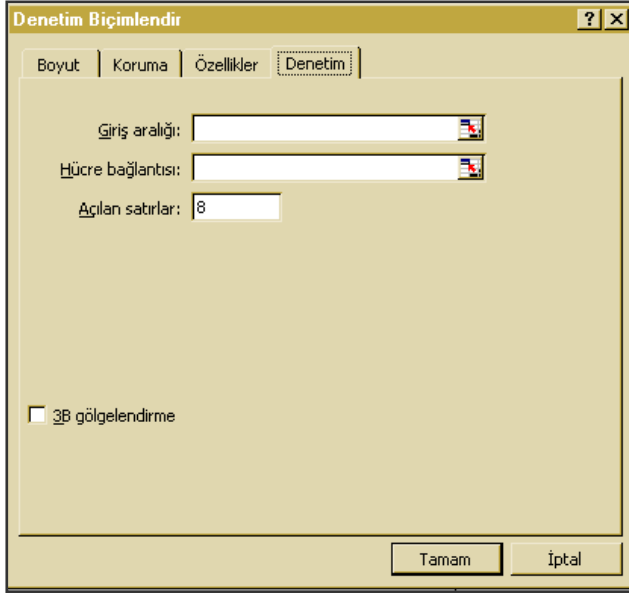 Denetim Biçimlendir
Boyut Koruma Özellikler Denetim
Giriş aralığı:
Hücre bağlantısı:
Açılan satırlar: 8
3B gölgelendirme
Tamam İptal